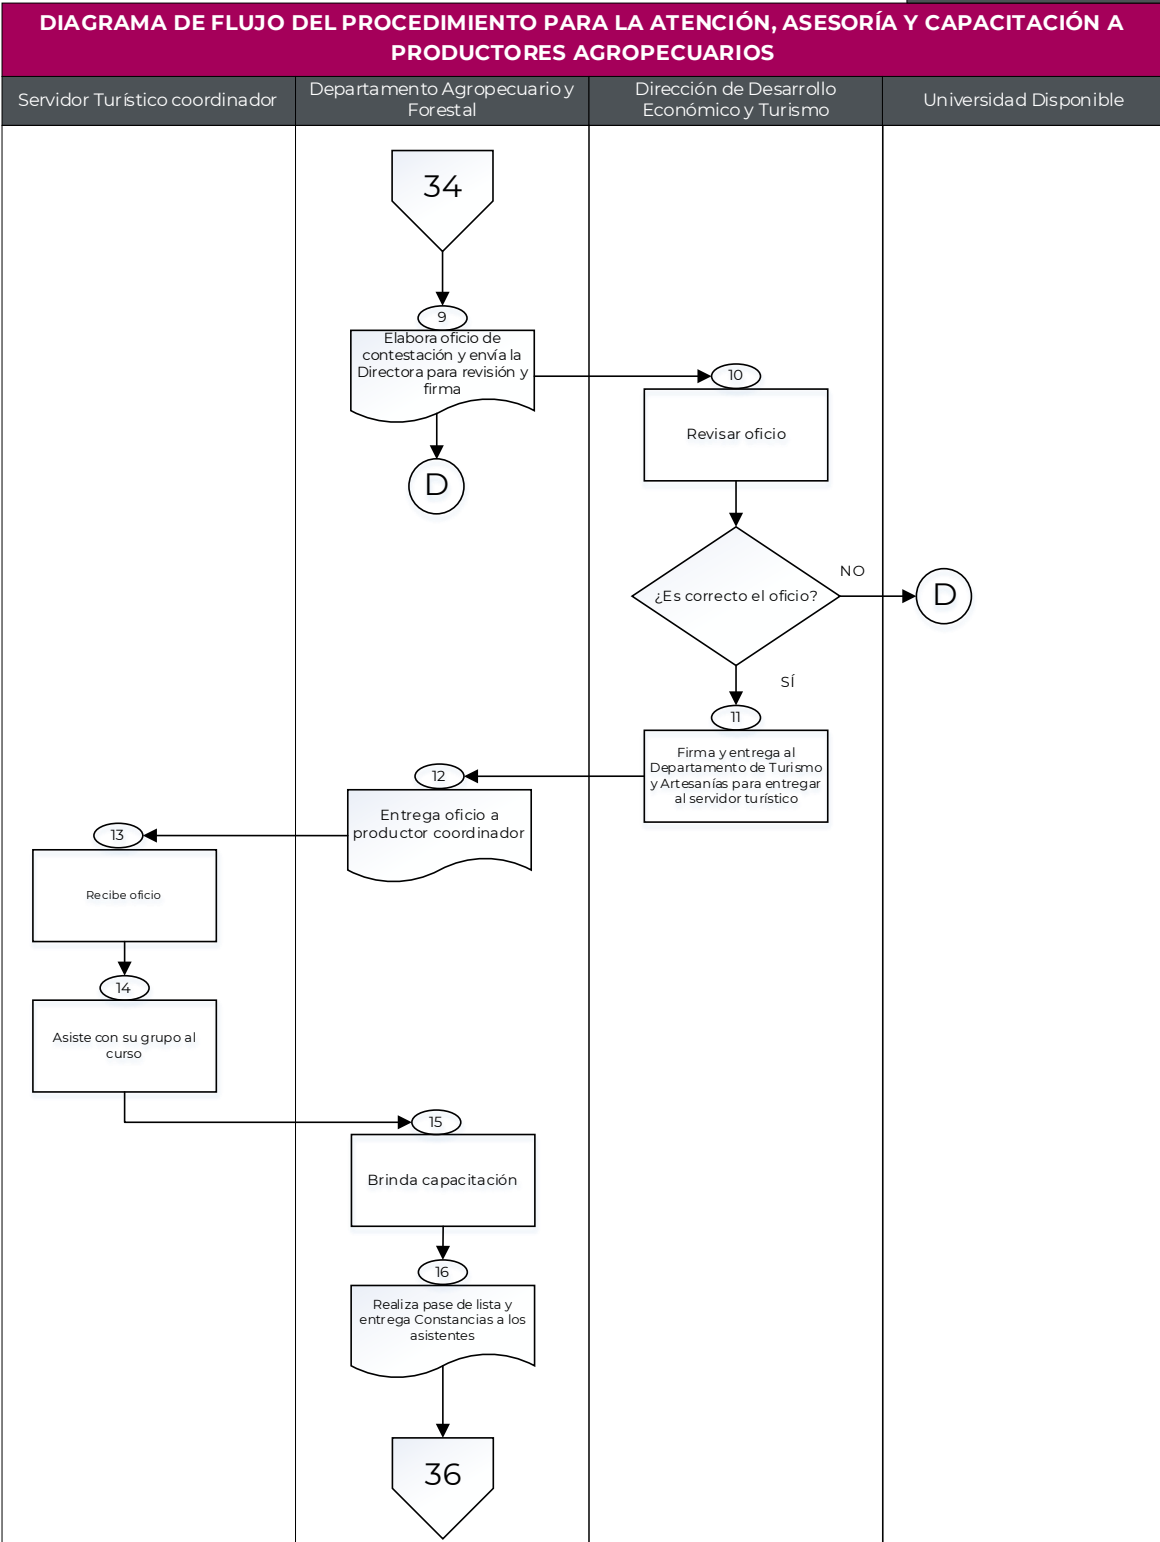 DIAGRAMA DE FLUJO DEL PROCEDIMIENTO PARA LA ATENCIÓN, ASESORÍA Y CAPACITACIÓN A
PRODUCTORES AGROPECUARIOS
Servidor Turístico coordinador
Departamento Agropecuario y
Forestal
Dirección de Desarrollo
Económico y Turismo
Universidad Disponible
34
9
Elabora oficio de
contestación y envía la
Directora para revisión y
firma
10
Revisar oficio
D
¿Es correcto el oficio?
NO
D
SÍ
11
Firma y entrega al
Departamento de Turismo
y Artesanías para entregar
al servidor turístico
12
Entrega oficio a
productor coordinador
13
Recibe oficio
14
Asiste con su grupo al
curso
15
Brinda capacitación
16
Realiza pase de lista y
entrega Constancias a los
asistentes
36